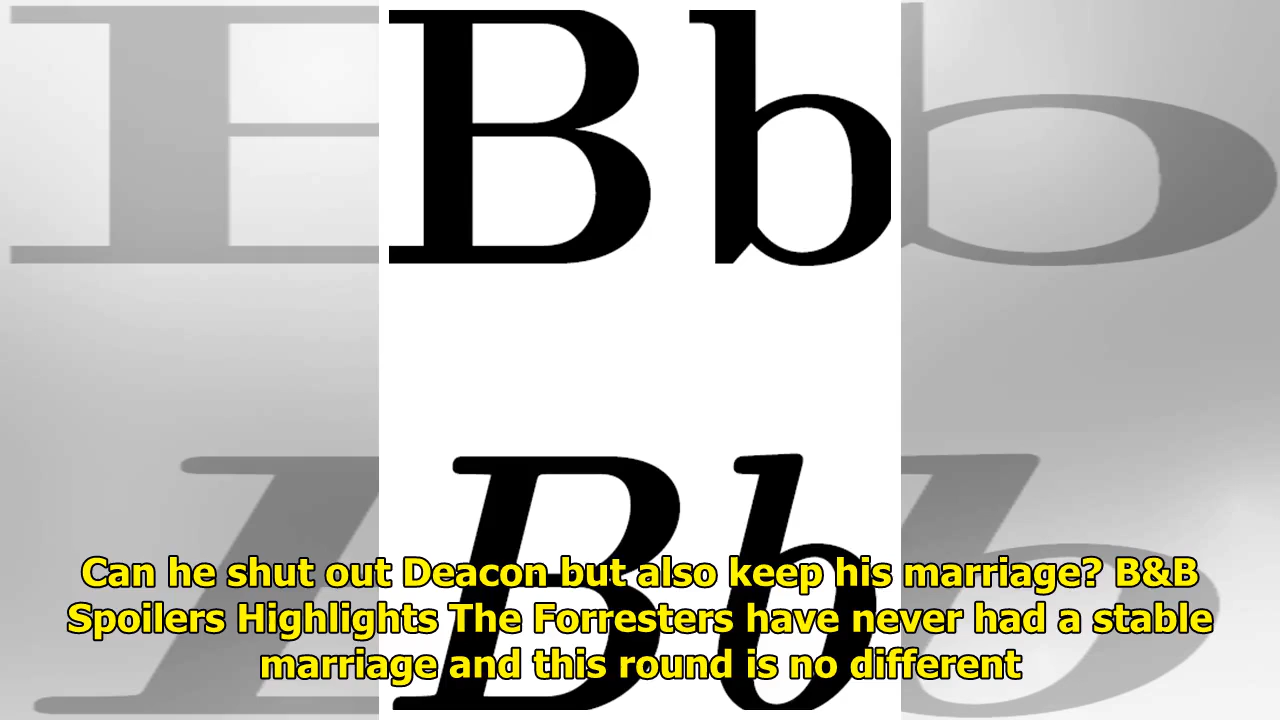 Bb
Bb
Can he shut out Deacon but also keep his marriage? B&B
Spoilers Highlights The Forresters have never had a stable
marriage and this round is no different